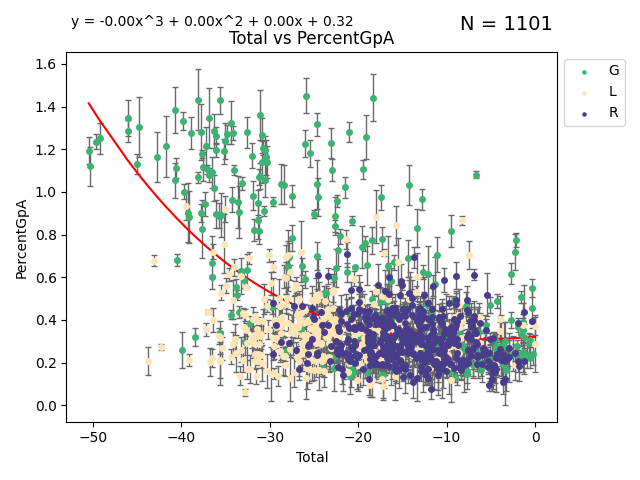 y = -0.00x^3 + 0.00x^2 + 0.00x + 0.32
N = 1101
Total vs PercentGpA
G
L
R
1.6
1.4
1.2
1.0
0.8
0.6
0.4
0.2
0.0
PercentGpA
−50
−40
−30
−20
−10
0
Total